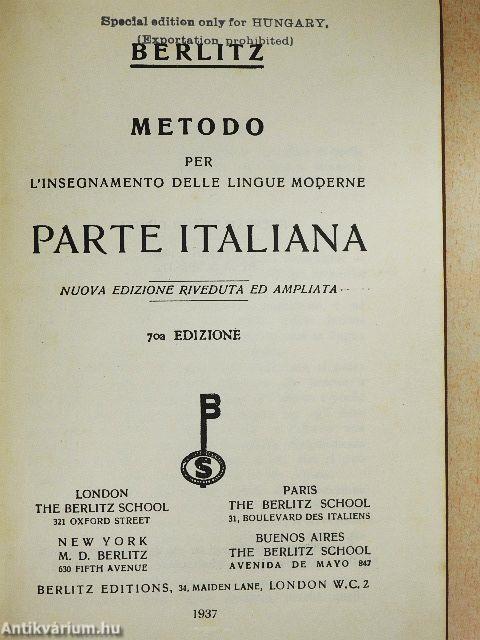 Special edition only for HUNGARY.
(Exportation prohibited)
BERLITZ
METODO
PER
L'INSEGNAMENTO DELLE LINGUE MODERNE
PARTE ITALIANA
NUOVA EDIZIONE RIVEDUTA ED AMPLIATA
70a EDIZIONE
B
S
LONDON
THE BERLITZ SCHOOL
321 OXFORD STREET
PARIS
THE BERLITZ SCHOOL
31, BOULEVARD DES ITALIENS
NEW YORK
M. D. BERLITZ
630 FIFTH AVENUE
BUENOS AIRES
THE BERLITZ SCHOOL
AVENIDA DE MAYO 847
BERLITZ EDITIONS, 34, MAIDEN LANE, LONDON W.C. 2
1937
Antikvárium.hu